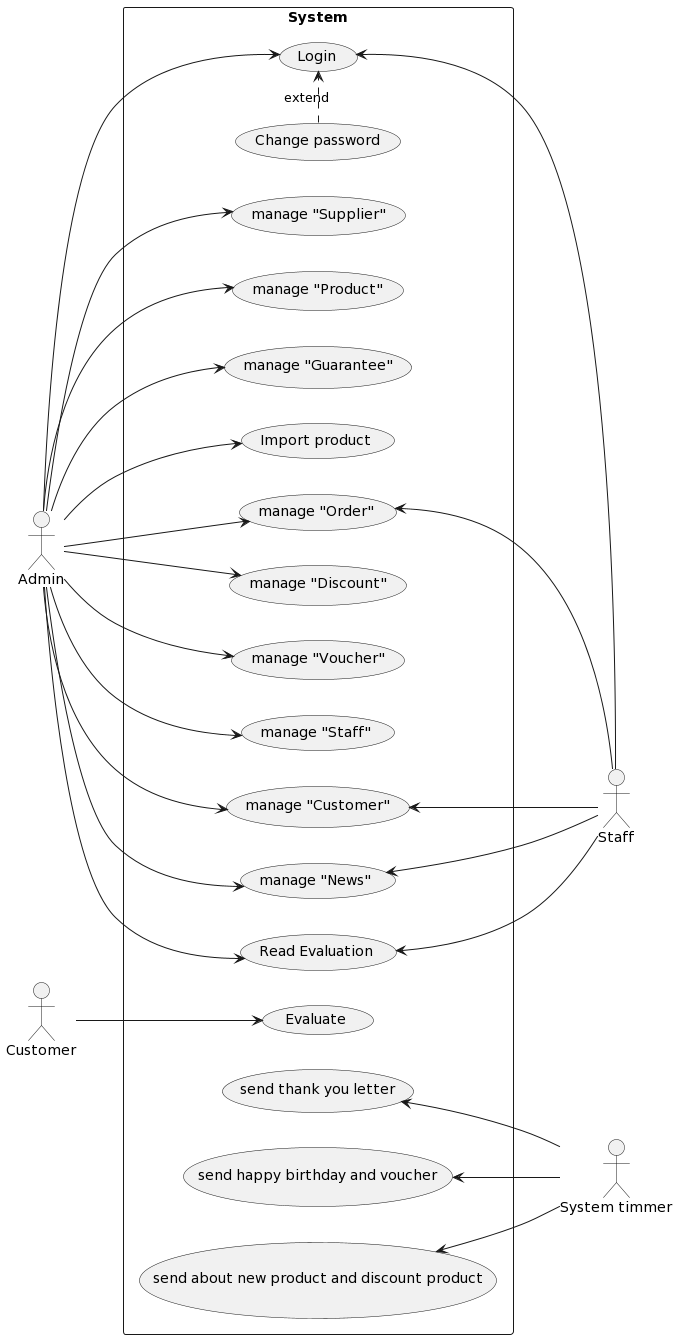 System
Login
extend
Change password
manage "Supplier"
manage "Product"
manage "Guarantee"
Import product
manage "Order"
Admin
manage "Discount"
manage "Voucher"
manage "Staff"
manage "Customer"
Staff
manage "News"
Read Evaluation
Evaluate
Customer
send thank you letter
send happy birthday and voucher
System timmer
send about new product and discount product